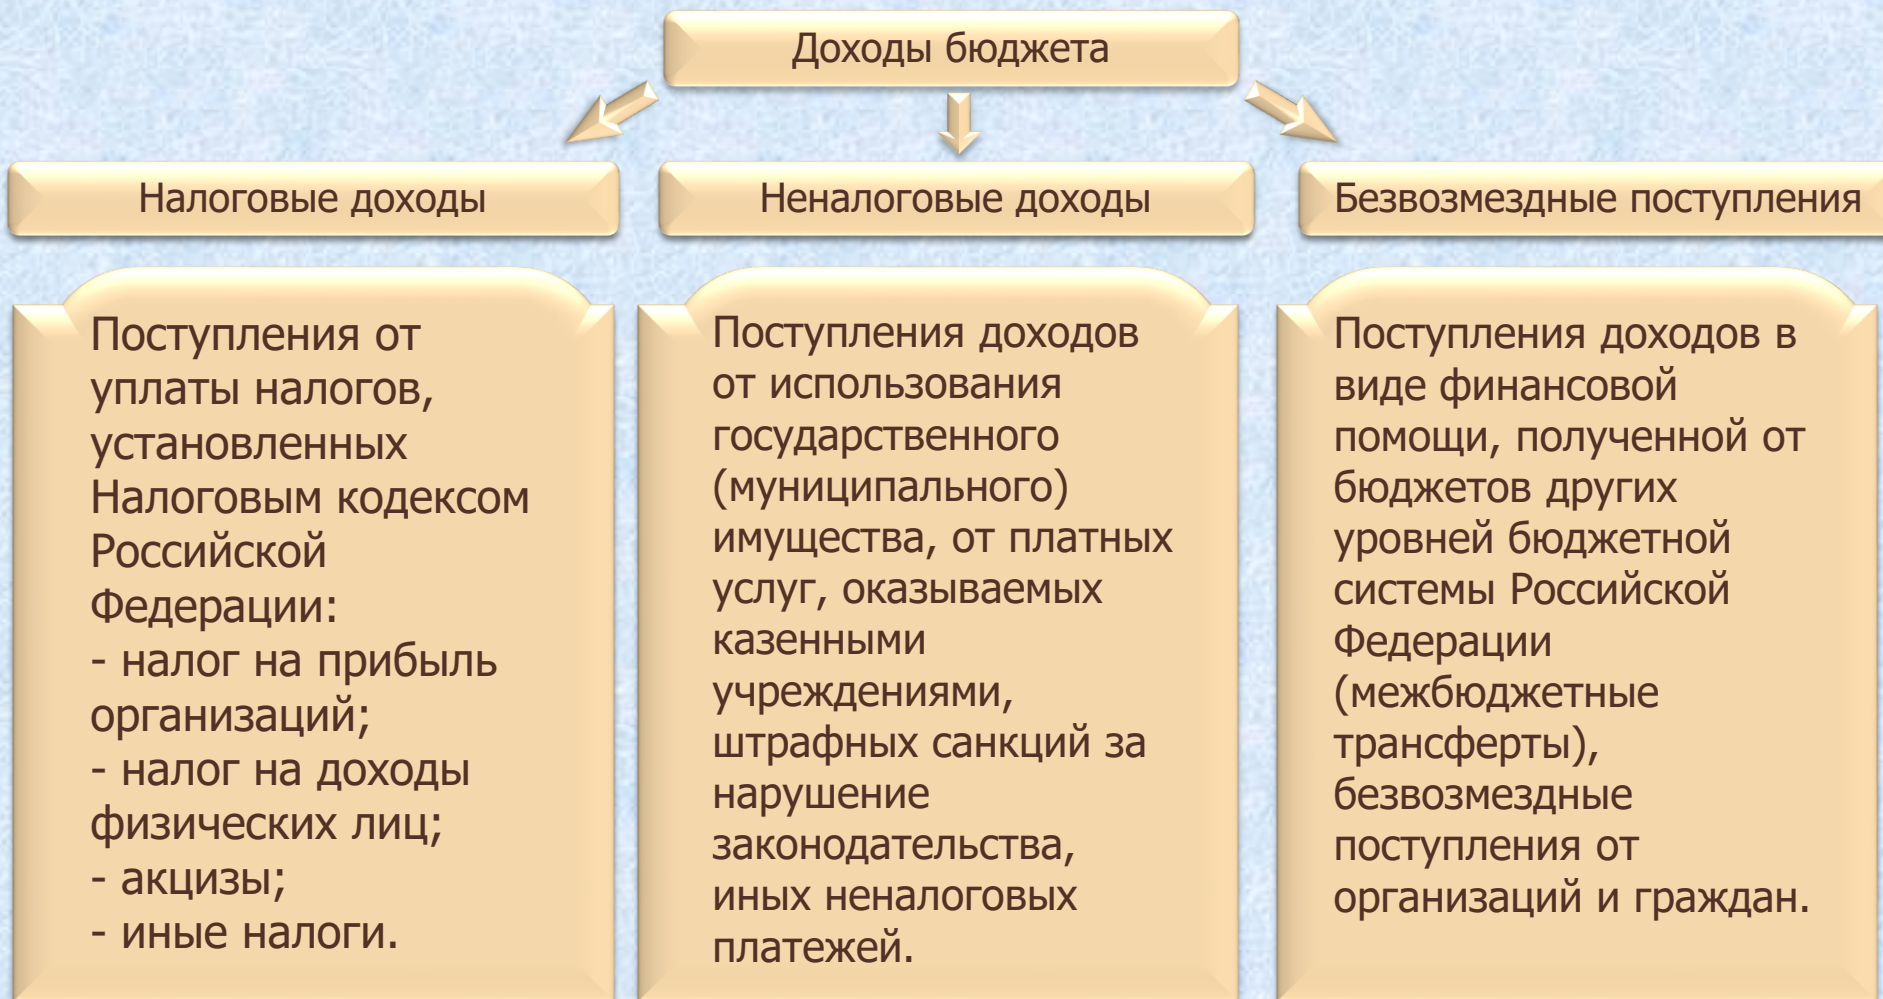 Доходы бюджета
Налоговые доходы
Неналоговые доходы
Безвозмездные поступления
Поступления от
уплаты налогов,
установленных
Налоговым кодексом
Российской
Федерации:
- налог на прибыль
организаций;
- налог на доходы
физических лиц;
- акцизы;
- иные налоги.
Поступления доходов
от использования
государственного
(муниципального)
имущества, от платных
услуг, оказываемых
казенными
учреждениями,
штрафных санкций за
нарушение
законодательства,
иных неналоговых
платежей.
Поступления доходов в
виде финансовой
помощи, полученной от
бюджетов других
уровней бюджетной
системы Российской
Федерации
(межбюджетные
трансферты),
безвозмездные
поступления от
организаций и граждан.